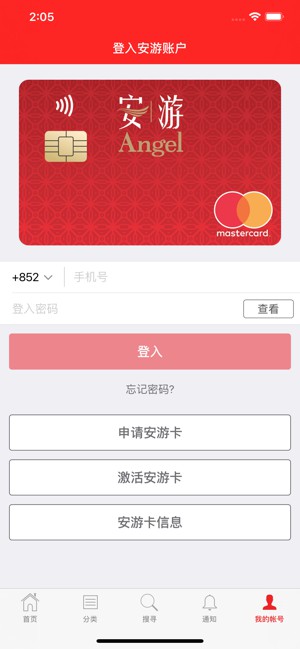 2:05
登入安游账户
安游
Angel
mastercard
+852
手机号
登入密码
查看
登入
忘记密码?
申请安游卡
激活安游卡
安游卡信息
首页 分类 搜寻 通知 我的帐号